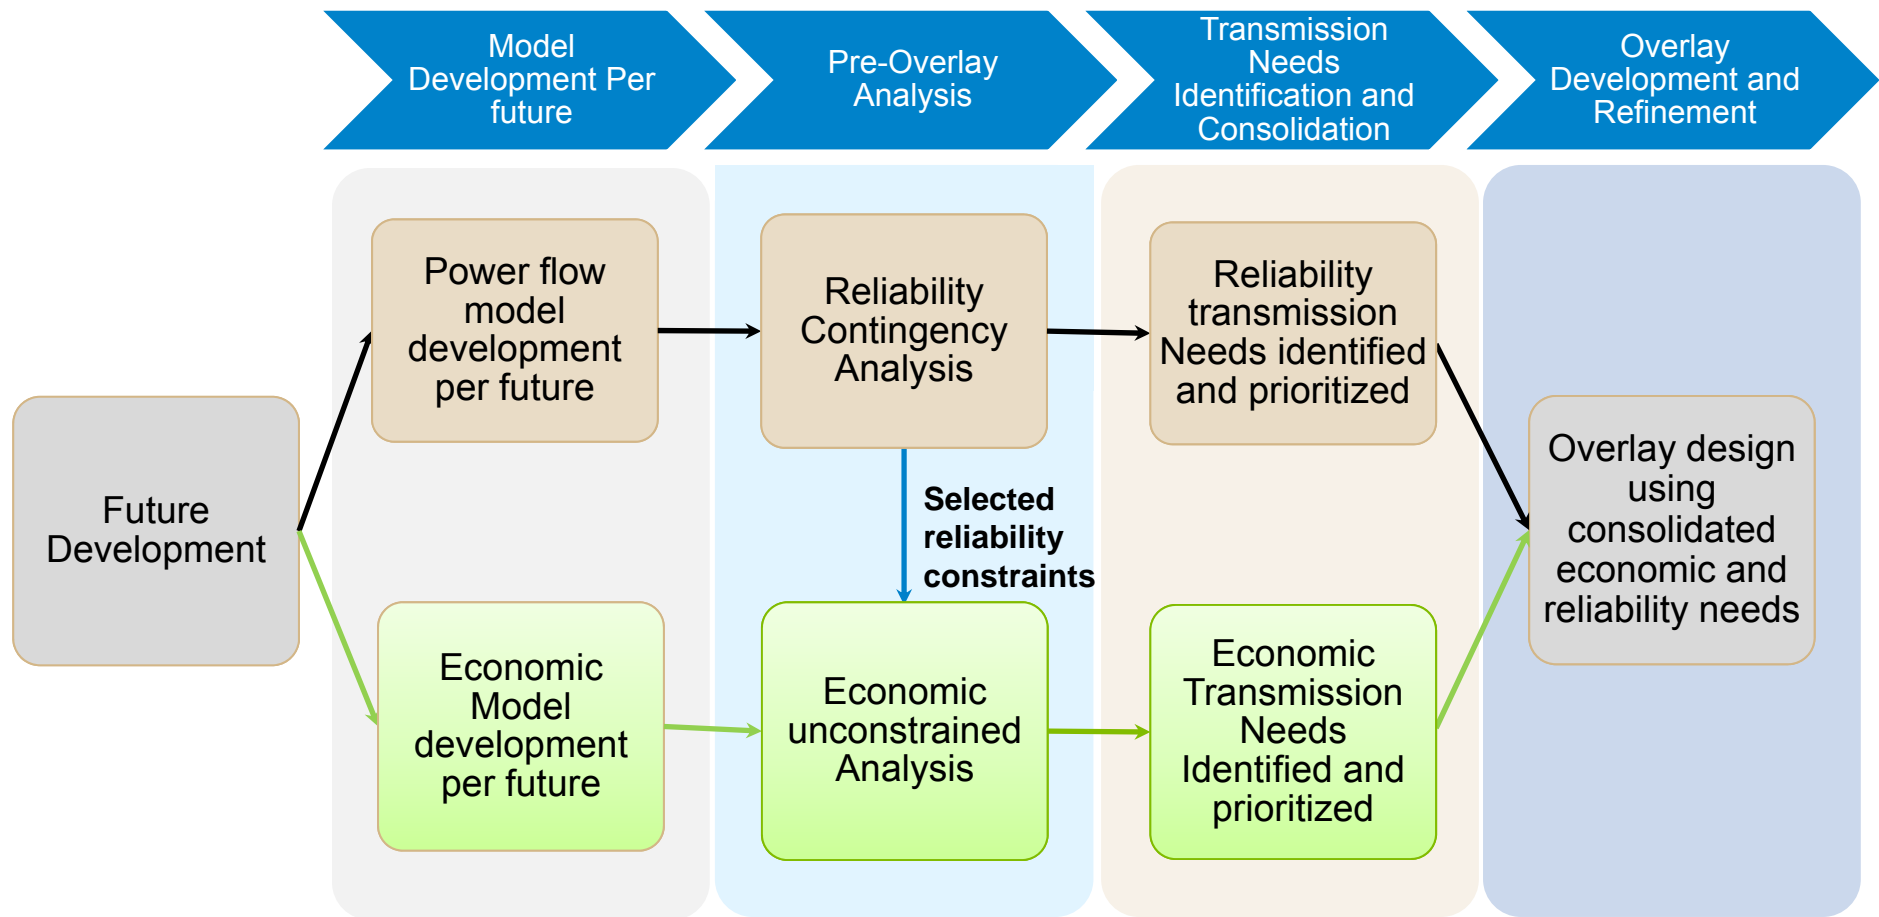 Model
Development Per
future
Pre-Overlay
Analysis
Transmission
Needs
Identification and
Consolidation
Overlay
Development and
Refinement
Future
Development
Power flow
model
development
per future
Reliability
Contingency
Analysis
Reliability
transmission
Needs identified
and prioritized
Selected
reliability
constraints
Economic
Model
development
per future
Economic
unconstrained
Analysis
Economic
Transmission
Needs
Identified and
prioritized
Overlay design
using
consolidated
economic and
reliability needs